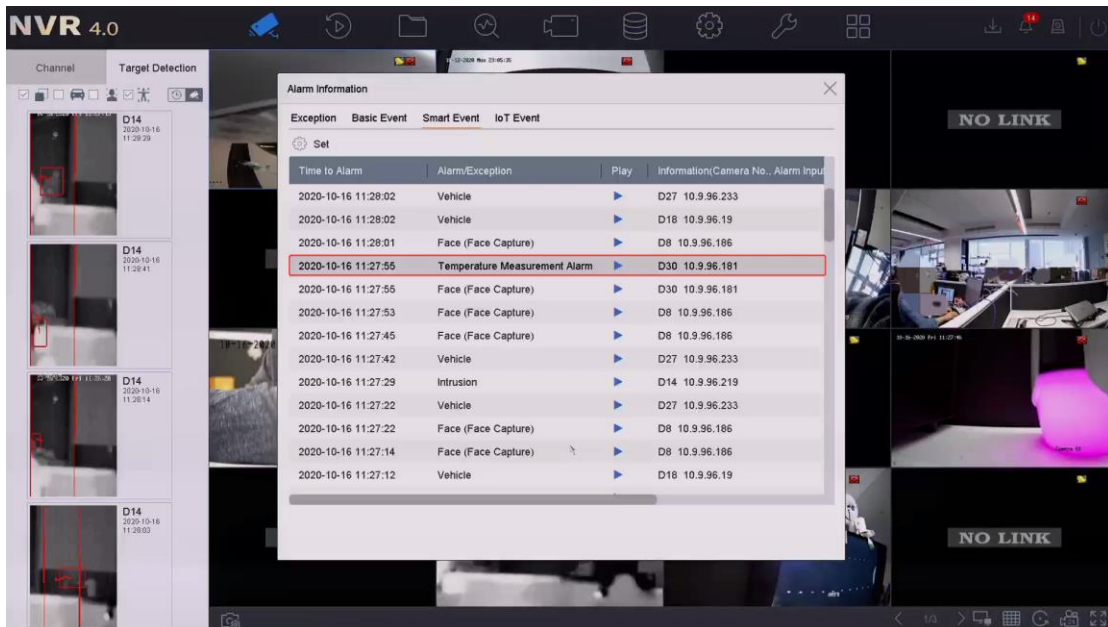 NVR 4.0
14
Channel
Target Detection
D14
2020-10-16
11:29:29
D14
2020-10-16
11:28:41
D14
2020-10-16
11:28:14
D14
2020-10-16
11:28:03
Alarm Information
Exception Basic Event Smart Event IoT Event
Set
Time to Alarm Alarm/Exception Play Information(Camera No., Alarm Input
2020-10-16 11:28:02 Vehicle D27 10.9.96.233
2020-10-16 11:28:02 Vehicle D18 10.9.96.19
2020-10-16 11:28:01 Face (Face Capture) D8 10.9.96.186
2020-10-16 11:27:55 Temperature Measurement Alarm D30 10.9.96.181
2020-10-16 11:27:55 Face (Face Capture) D30 10.9.96.181
2020-10-16 11:27:53 Face (Face Capture) D8 10.9.96.186
2020-10-16 11:27:45 Face (Face Capture) D8 10.9.96.186
2020-10-16 11:27:42 Vehicle D27 10.9.96.233
2020-10-16 11:27:29 Intrusion D14 10.9.96.219
2020-10-16 11:27:22 Vehicle D27 10.9.96.233
2020-10-16 11:27:22 Face (Face Capture) D8 10.9.96.186
2020-10-16 11:27:14 Face (Face Capture) D8 10.9.96.186
2020-10-16 11:27:12 Vehicle D18 10.9.96.19
NO LINK
10-16-2020 Fri 11:27:46
NO LINK
10-16-2020
1/3